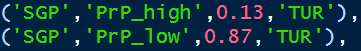 ('SGP','PrP_high',0.13,'TUR'),
('SGP','PrP_low',0.87,'TUR'),